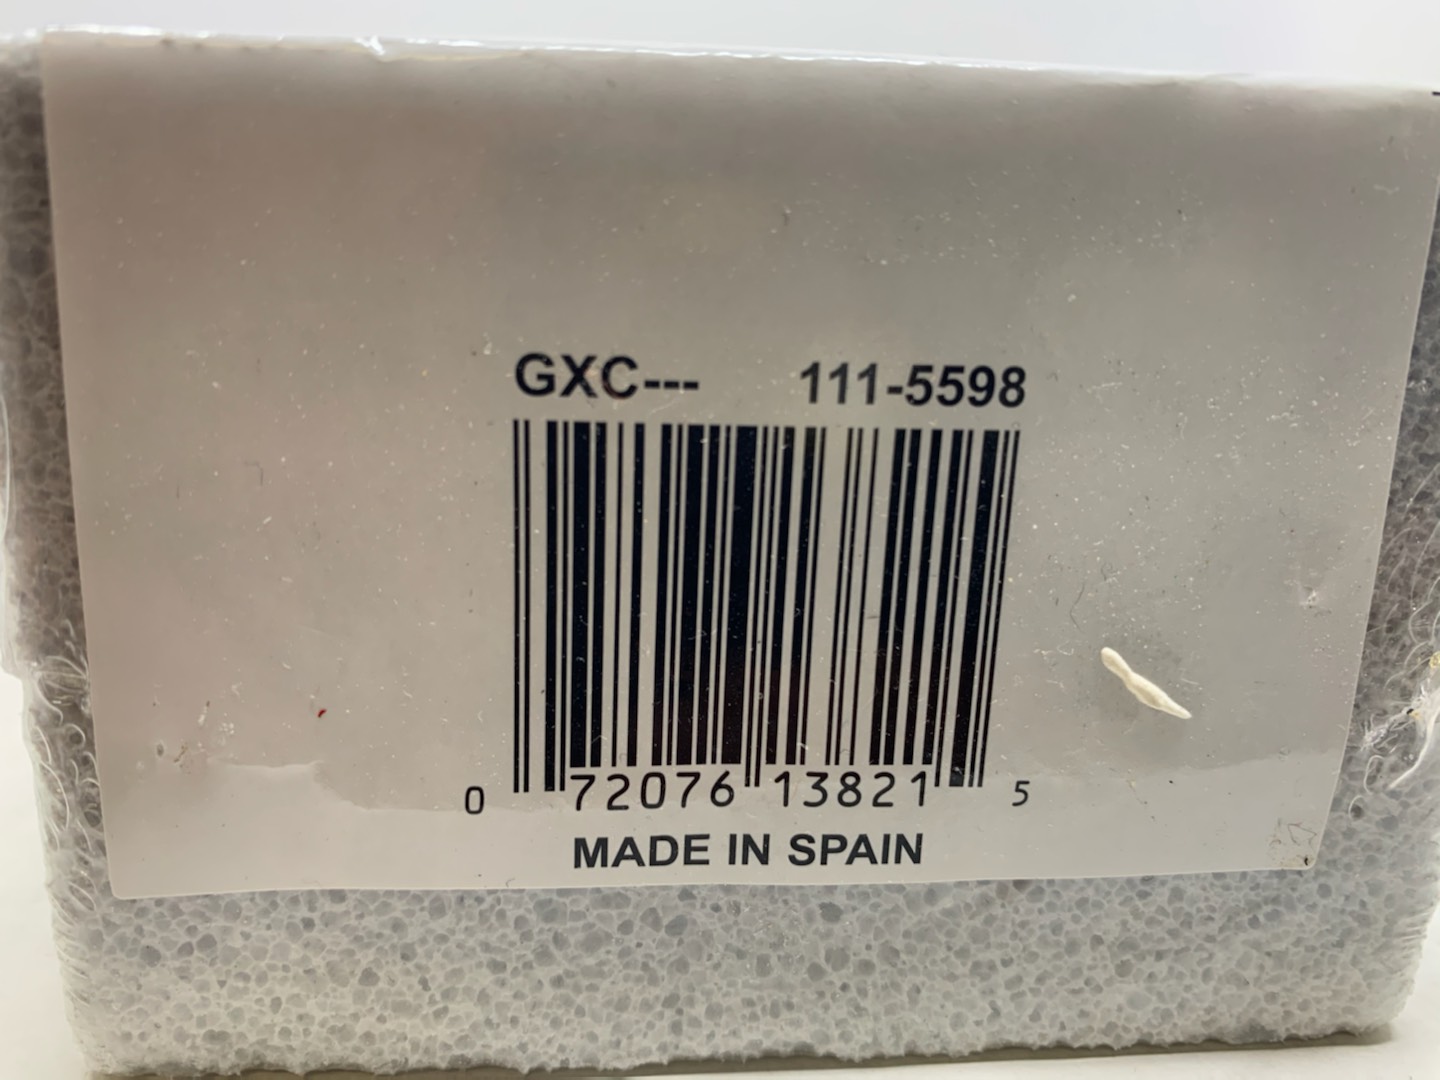 GXC--- 111-5598
0 72076 13821 5
MADE IN SPAIN